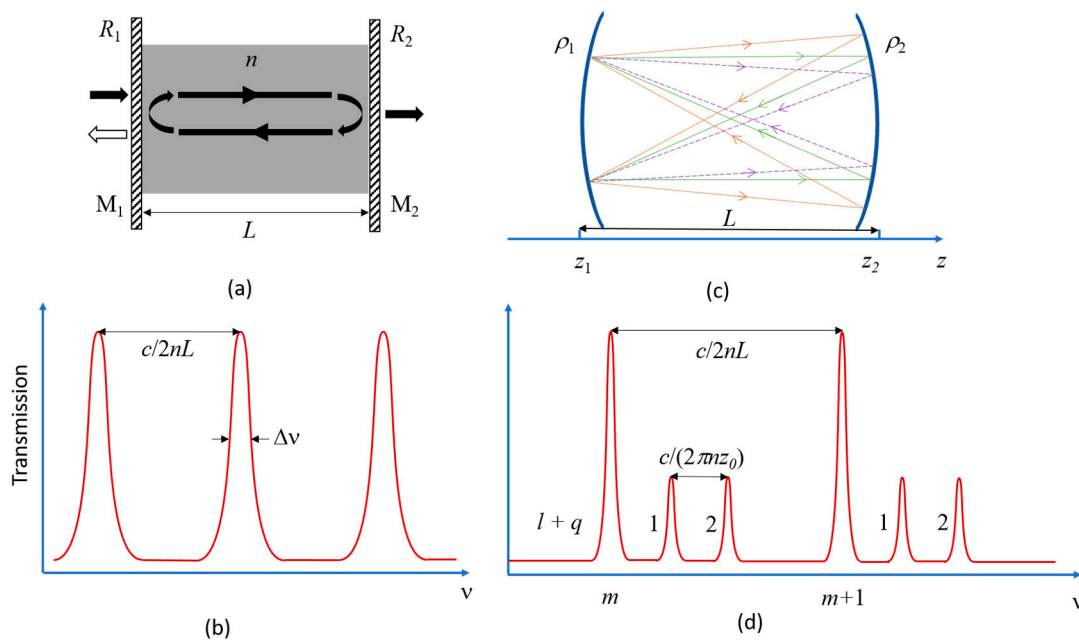 R₁
R₂
n
M₁
M₂
L
(a)
ρ₁
ρ₂
L
z₁
z₂
z
(c)
Transmission
c/2nL
Δν
ν
(b)
c/2nL
c/(2πnz₀)
l + q
1
2
1
2
m
m+1
ν
(d)